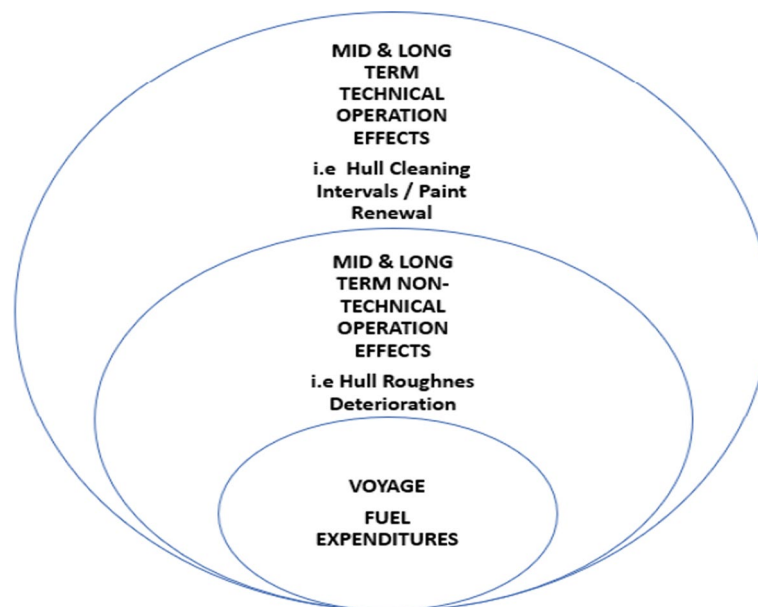 MID & LONG
TERM
TECHNICAL
OPERATION
EFFECTS
i.e Hull Cleaning
Intervals / Paint
Renewal
MID & LONG
TERM NON-
TECHNICAL
OPERATION
EFFECTS
i.e Hull Roughnes
Deterioration
VOYAGE
FUEL
EXPENDITURES